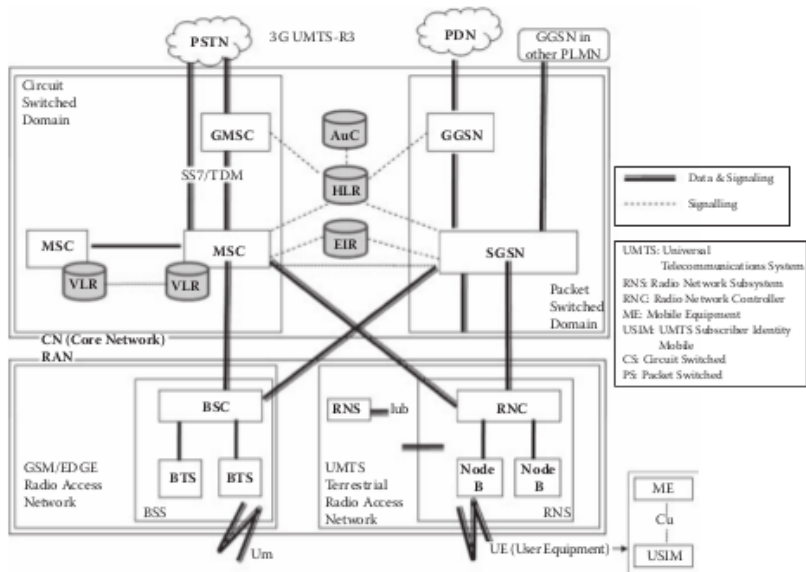 PSTN
3G UMTS-R3
PDN
GGSN in
other PLMN
Circuit
Switched
Domain
GMSC
AuC
GGSN
SS7/TDM
HLR
Data & Signaling
Signalling
MSC
MSC
EIR
SGSN
VLR
VLR
Packet
Switched
Domain
UMTS: Universal
Telecommunications System
RNS: Radio Network Subsystem
RNC: Radio Network Controller
ME: Mobile Equipment
USIM: UMTS Subscriber Identity
Mobile
CS: Circuit Switched
PS: Packet Switched
CN (Core Network)
RAN
BSC
RNS
Iub
RNC
GSM/EDGE
Radio Access
Network
BTS
BTS
BSS
UMTS
Terrestrial
Radio Access
Network
Node
B
Node
B
RNS
Um
UE (User Equipment)
ME
Cu
USIM